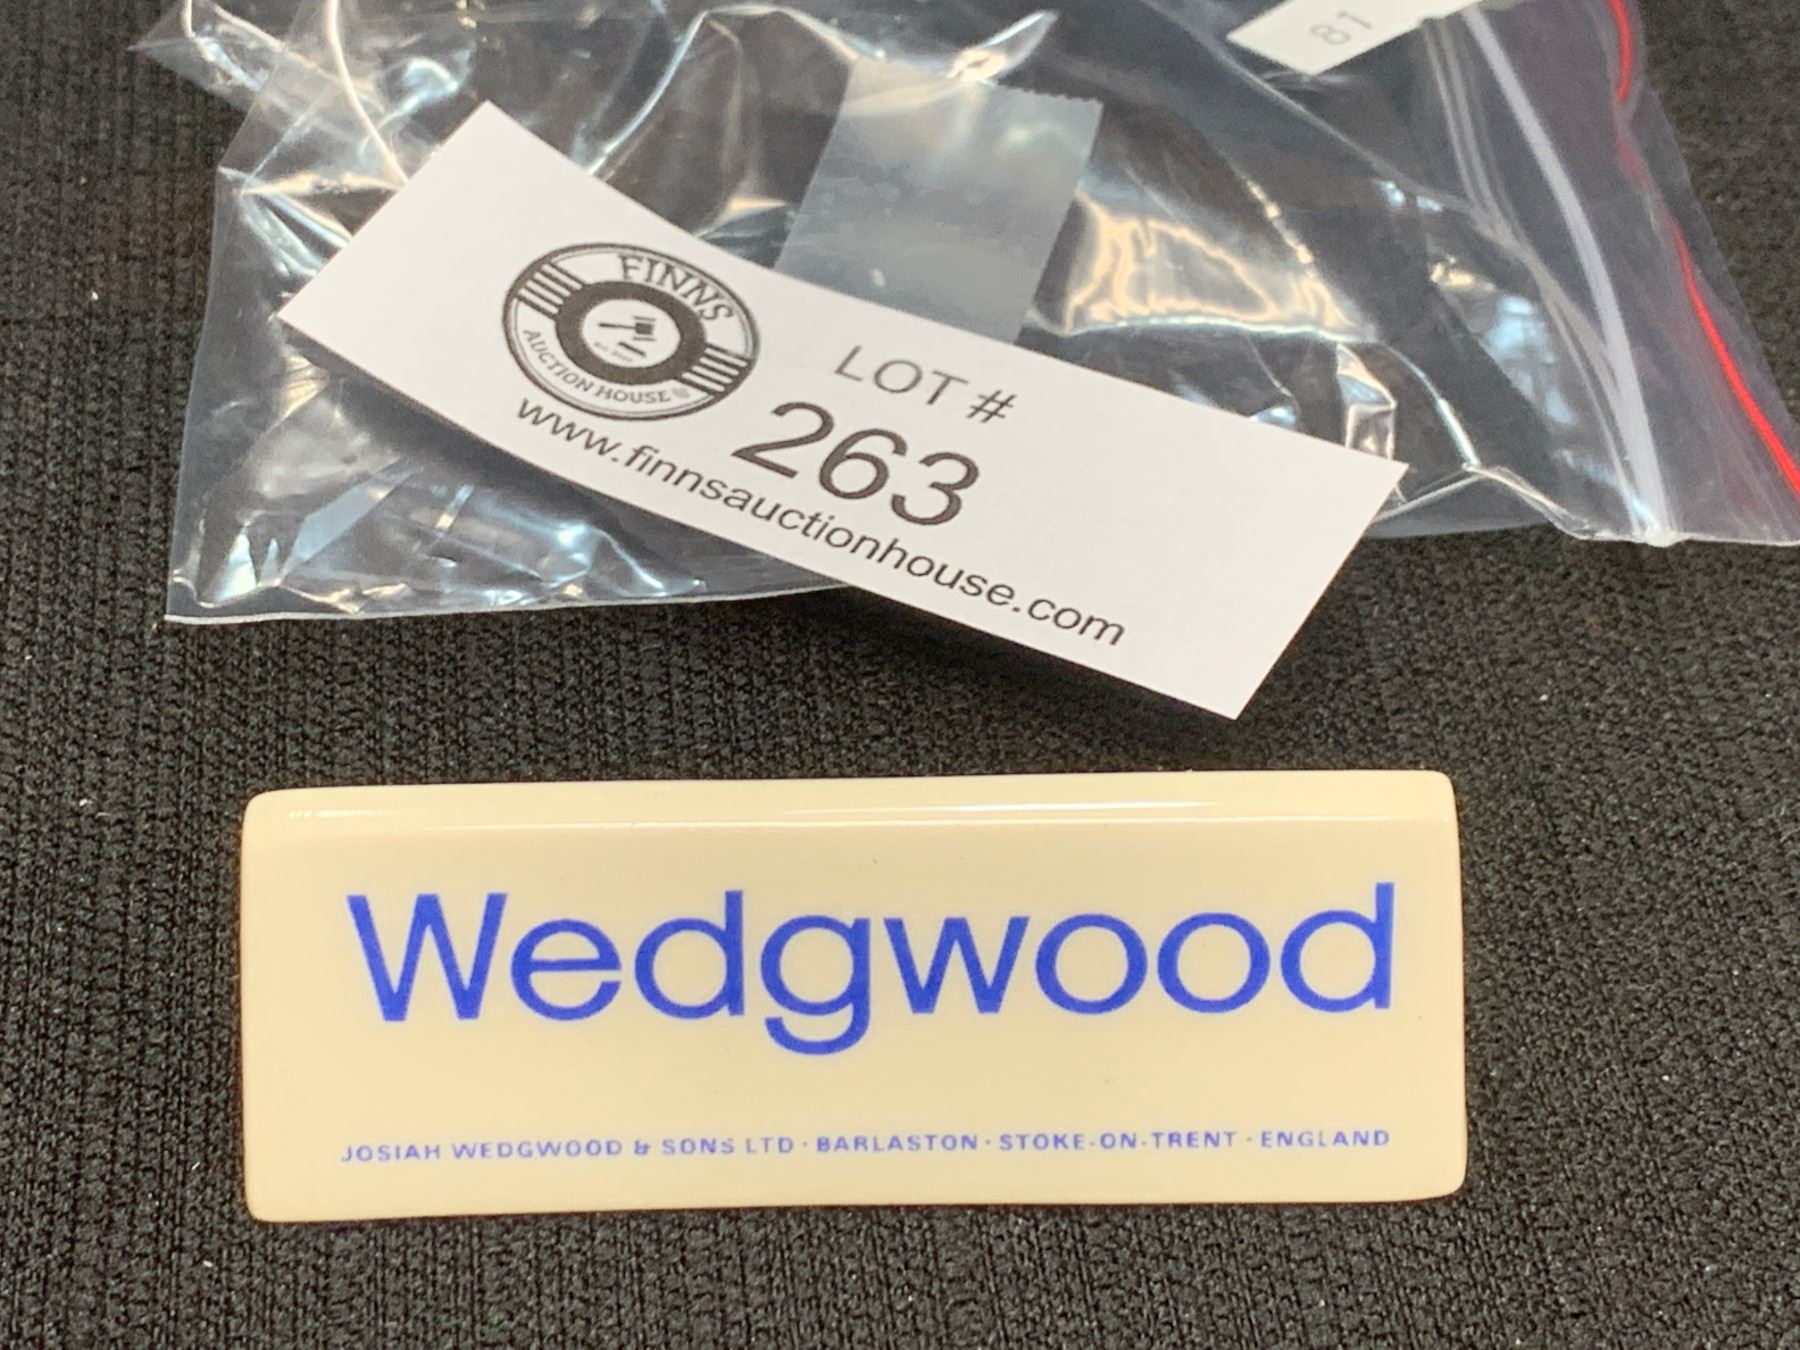 81
FINNS
AUCTION HOUSE
LOT #
263
www.finnsauctionhouse.com
Wedgwood
JOSIAH WEDGWOOD & SONS LTD · BARLASTON · STOKE-ON-TRENT · ENGLAND